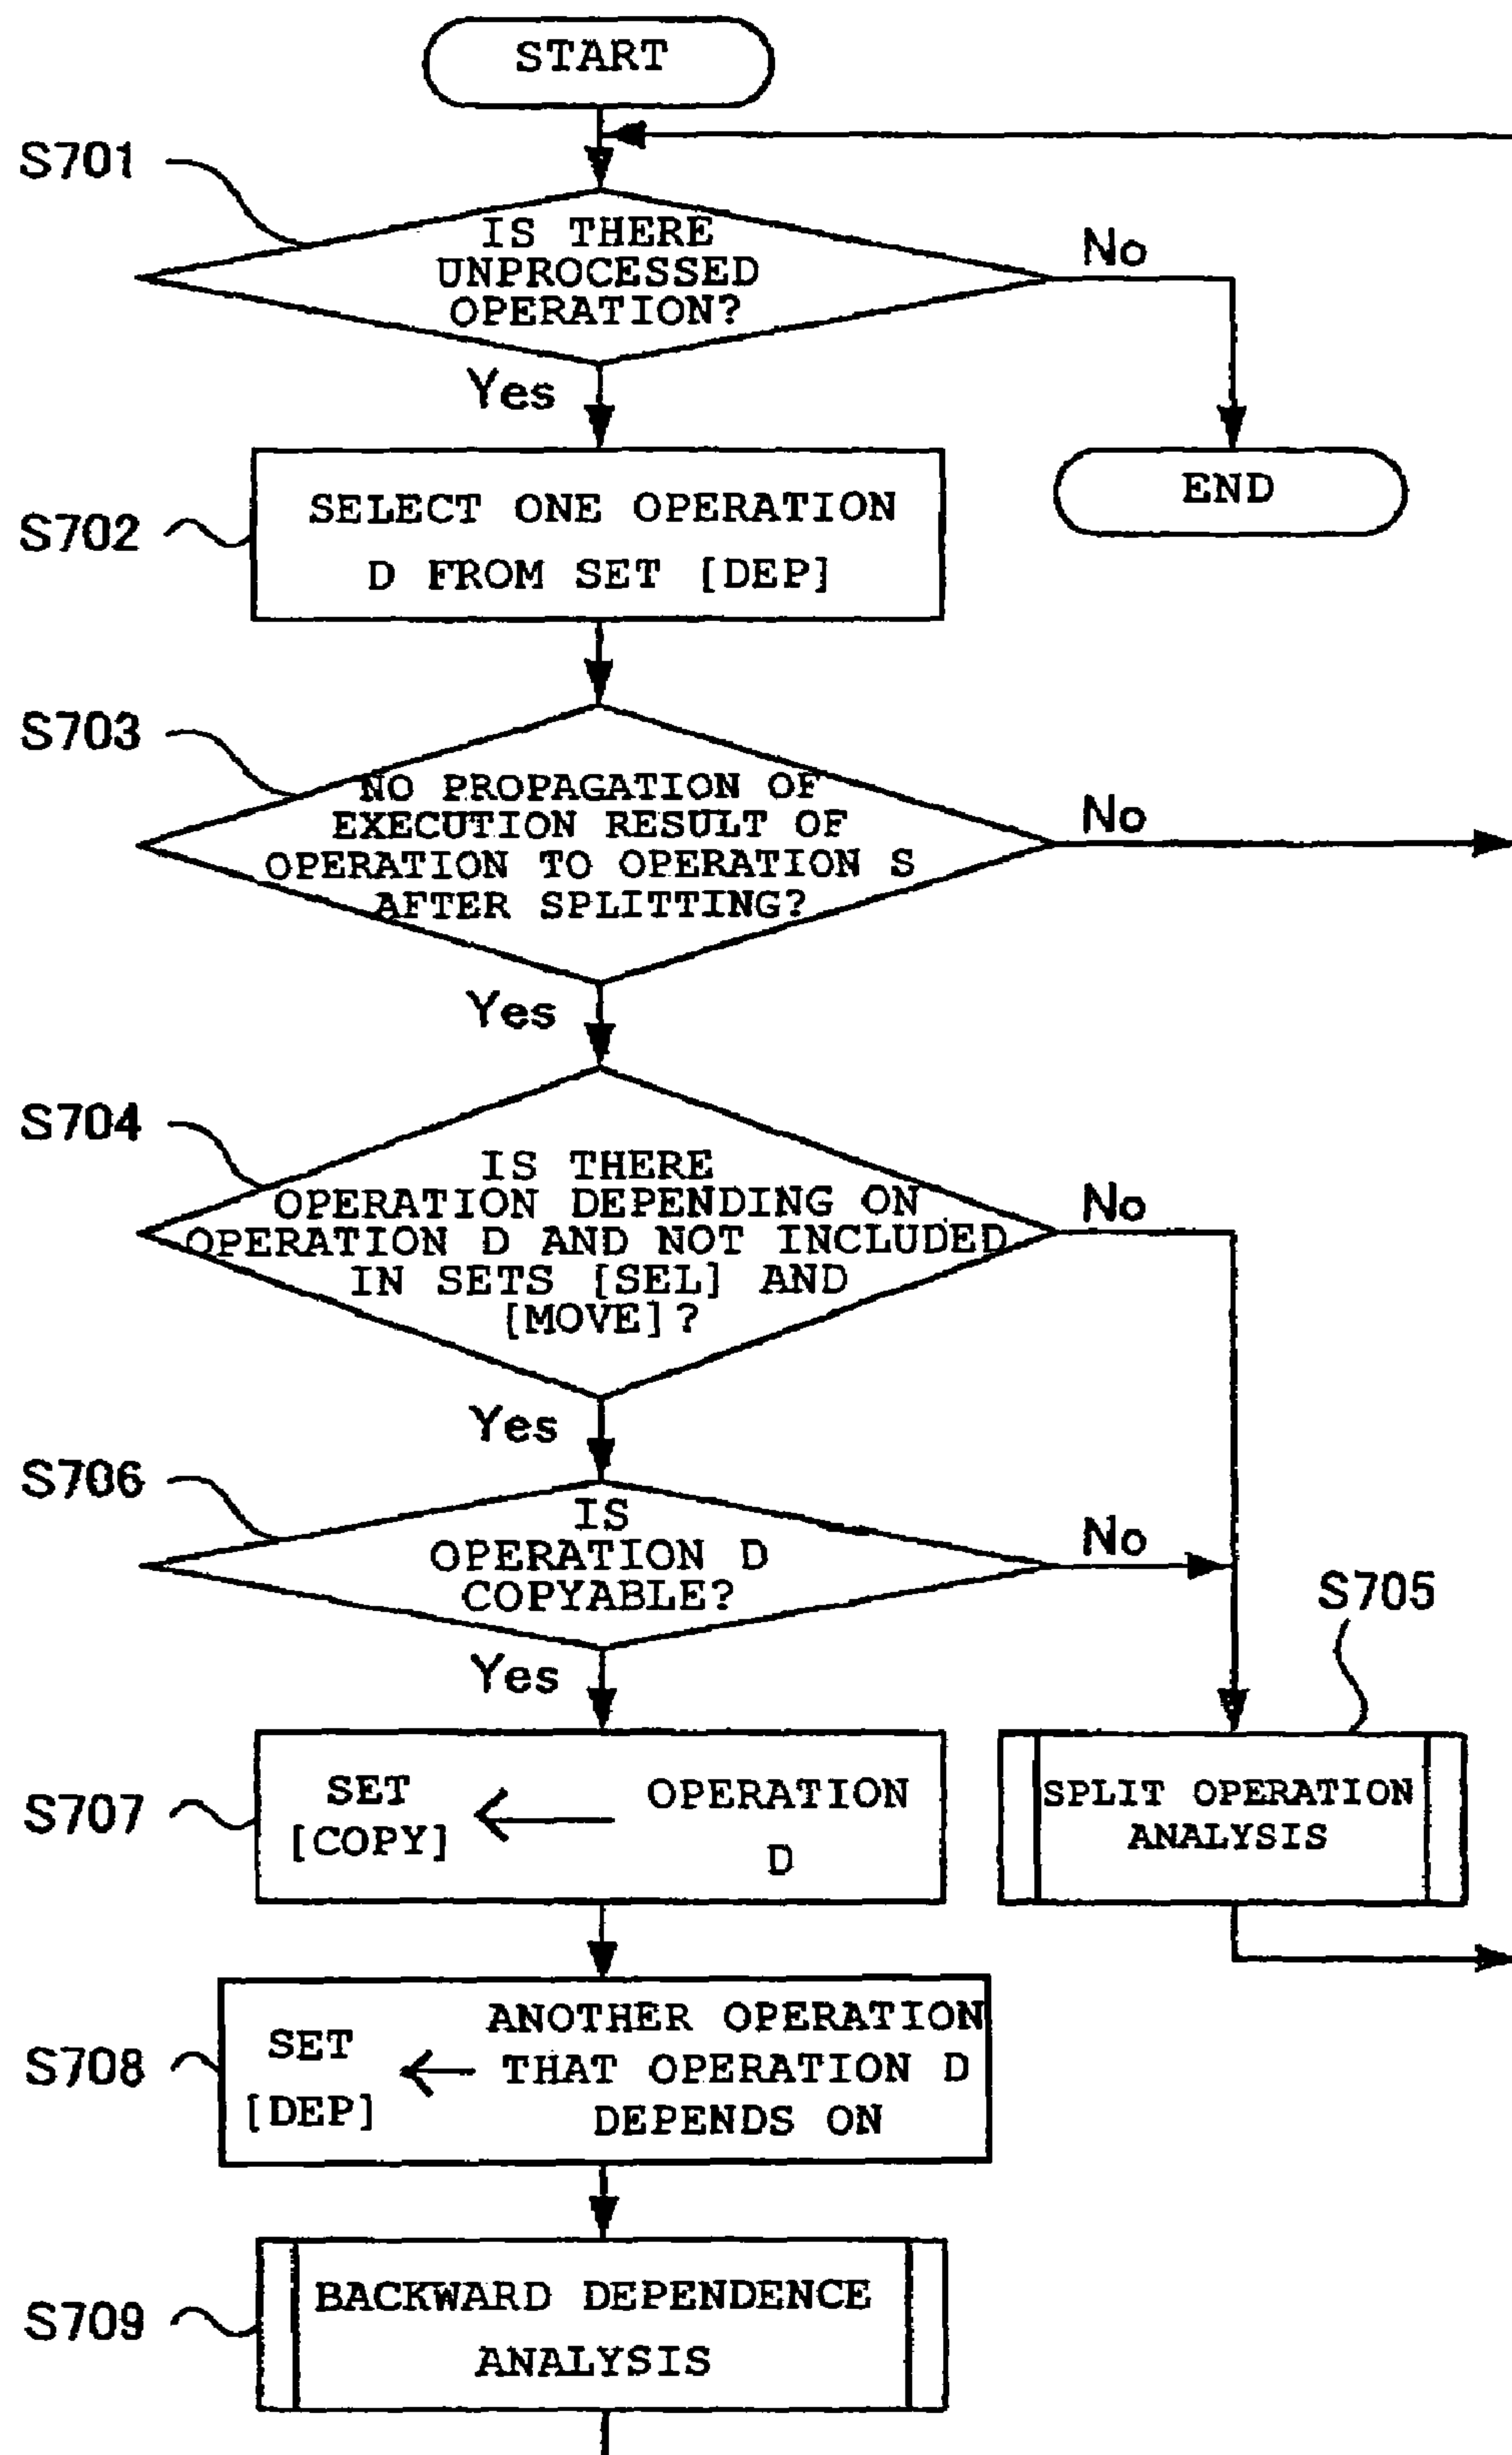 START
S701
IS THERE
UNPROCESSED
OPERATION?
No
Yes
END
S702
SELECT ONE OPERATION
D FROM SET [DEP]
S703
NO PROPAGATION OF
EXECUTION RESULT OF
OPERATION TO OPERATION S
AFTER SPLITTING?
No
Yes
S704
IS THERE
OPERATION DEPENDING ON
OPERATION D AND NOT INCLUDED
IN SETS [SEL] AND
[MOVE]?
No
Yes
S706
IS
OPERATION D
COPYABLE?
No
Yes
S705
SPLIT OPERATION
ANALYSIS
S707
SET
[COPY]
OPERATION
D
S708
SET
[DEP]
ANOTHER OPERATION
THAT OPERATION D
DEPENDS ON
S709
BACKWARD DEPENDENCE
ANALYSIS